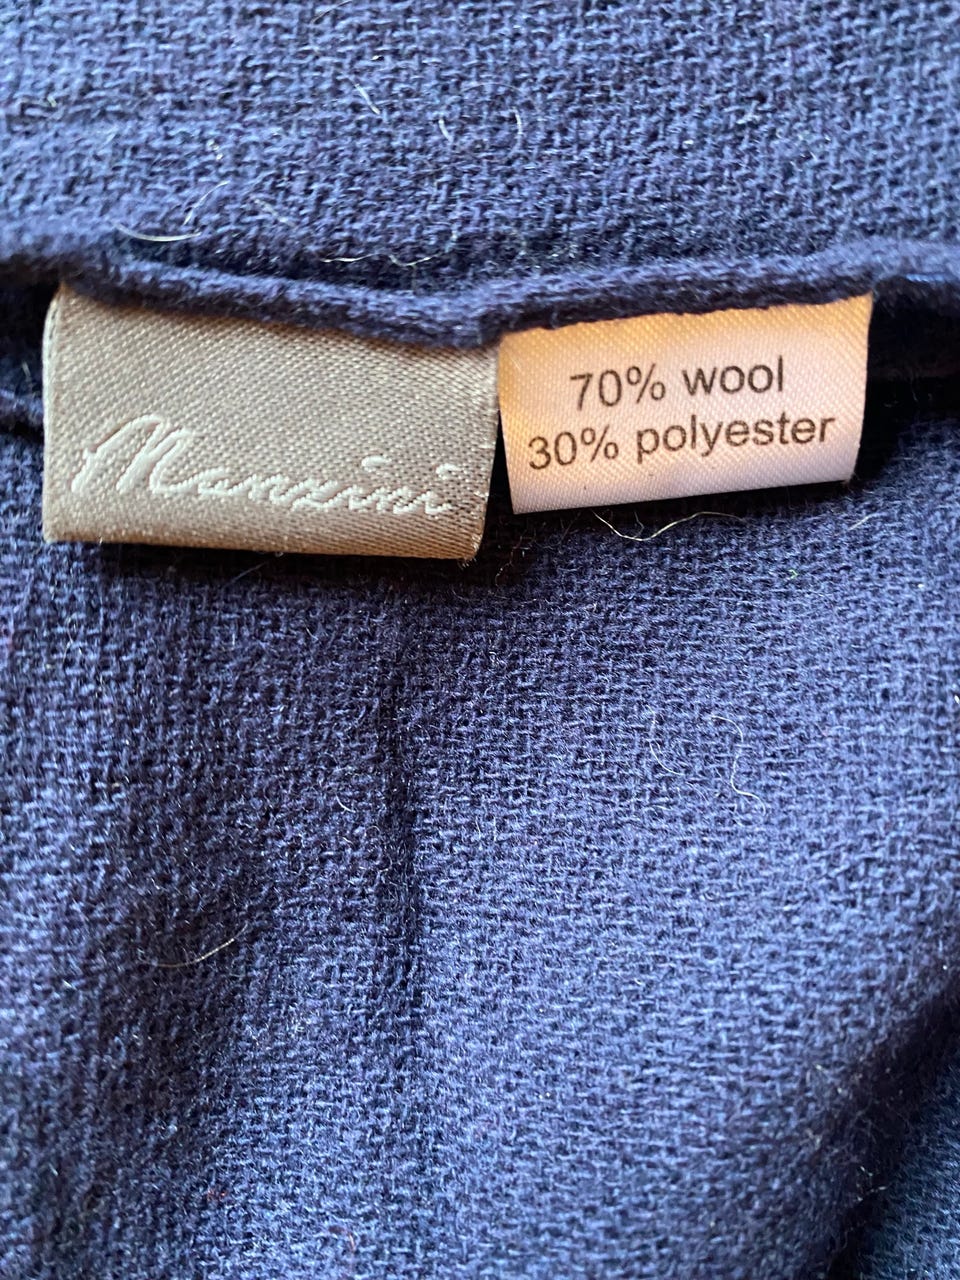 Manzini
70% wool
30% polyester